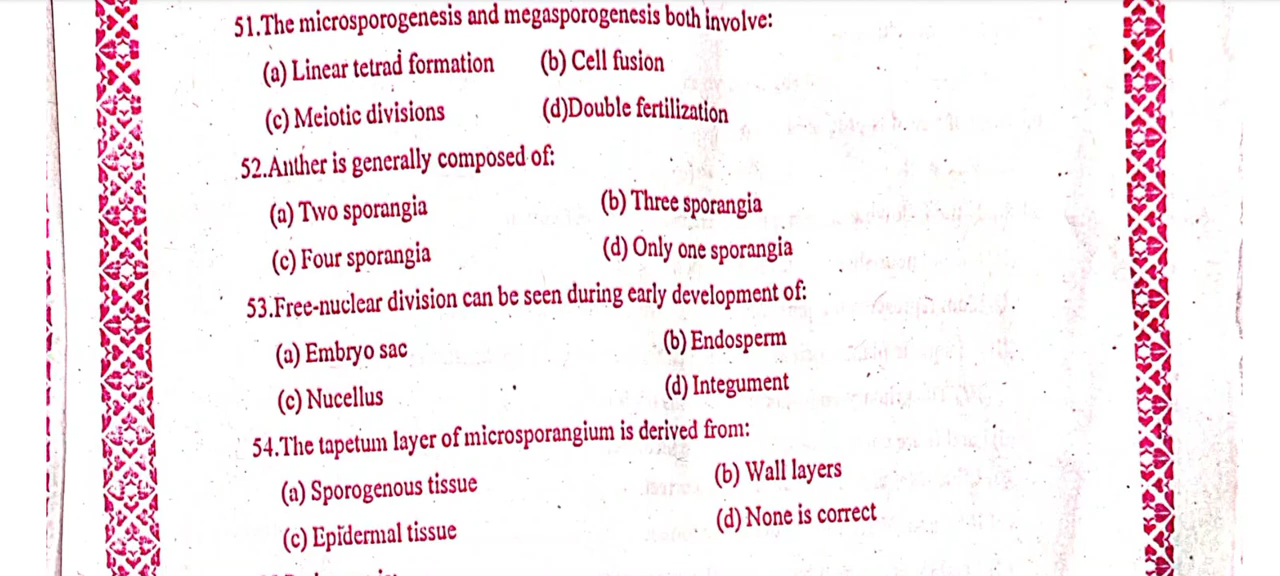 51.The microsporogenesis and megasporogenesis both involve:
(a) Linear tetrad formation (b) Cell fusion
(c) Meiotic divisions (d)Double fertilization
52.Anther is generally composed of:
(a) Two sporangia (b) Three sporangia
(c) Four sporangia (d) Only one sporangia
53.Free-nuclear division can be seen during early development of:
(a) Embryo sac (b) Endosperm
(c) Nucellus (d) Integument
54.The tapetum layer of microsporangium is derived from:
(a) Sporogenous tissue (b) Wall layers
(c) Epidermal tissue (d) None is correct